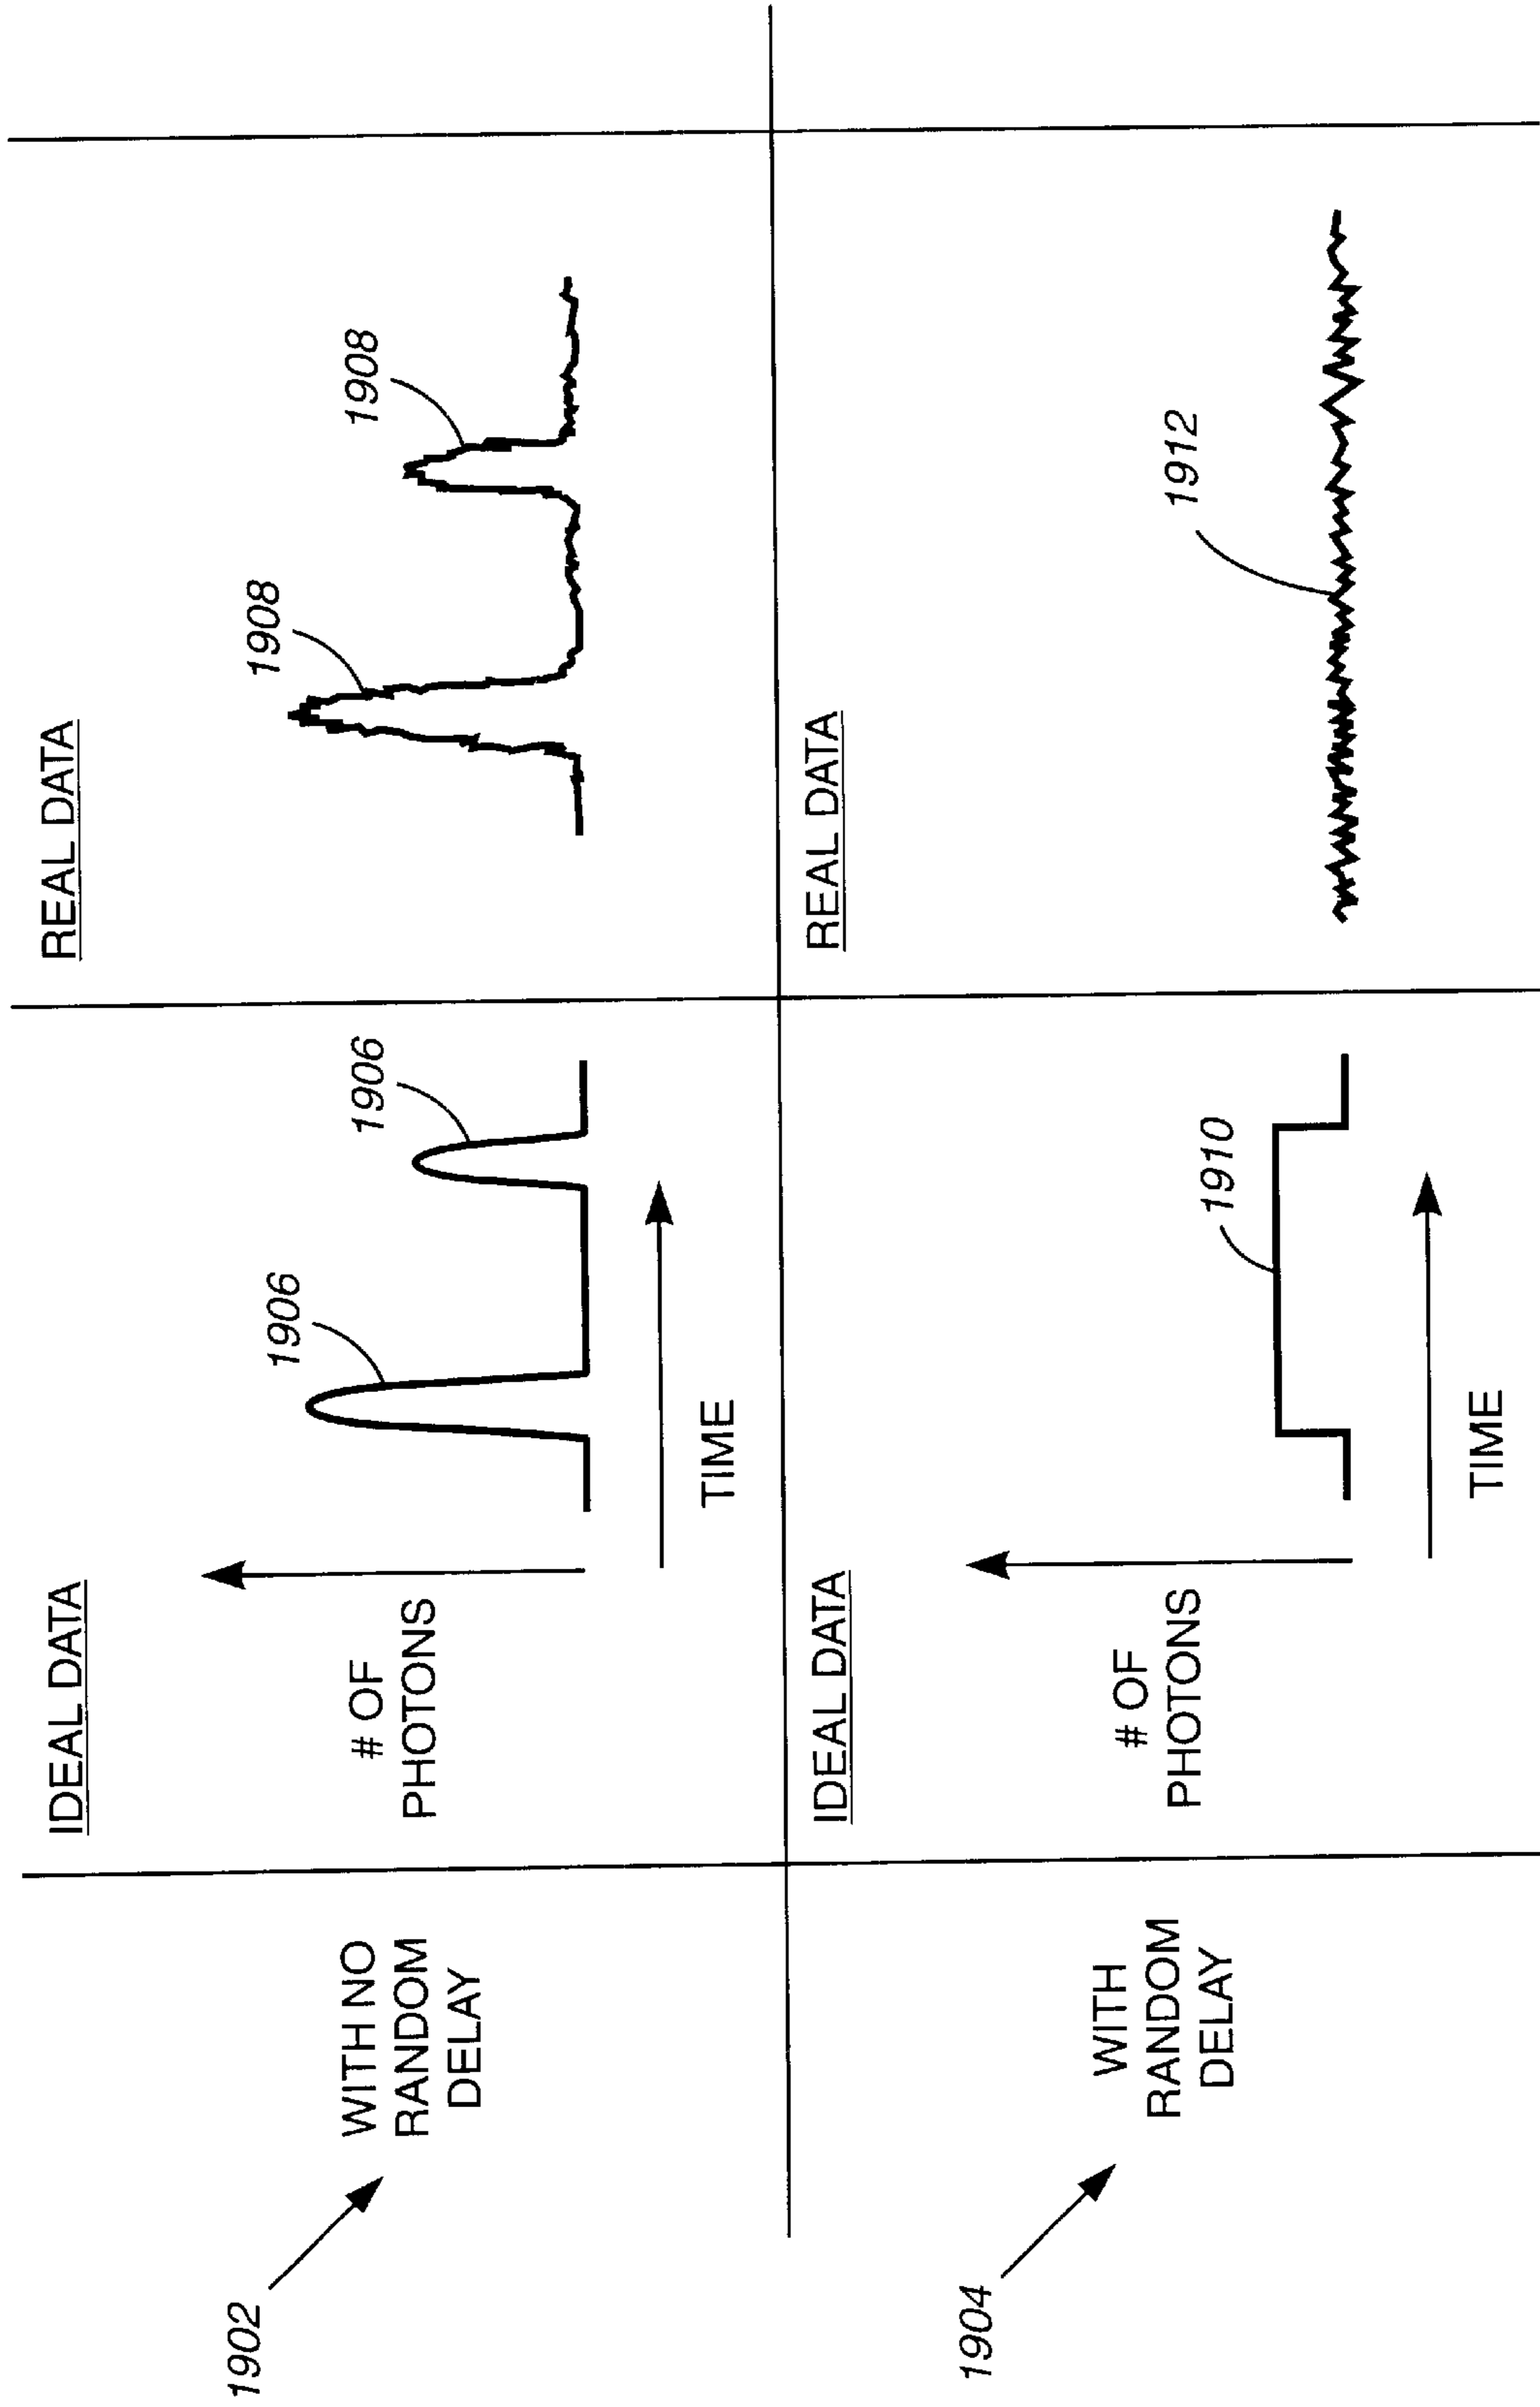 1902
WITH NO
RANDOM
DELAY
IDEAL DATA
# OF
PHOTONS
1906
1906
TIME
REAL DATA
1908
1908
1904
WITH
RANDOM
DELAY
IDEAL DATA
# OF
PHOTONS
1910
TIME
REAL DATA
1912